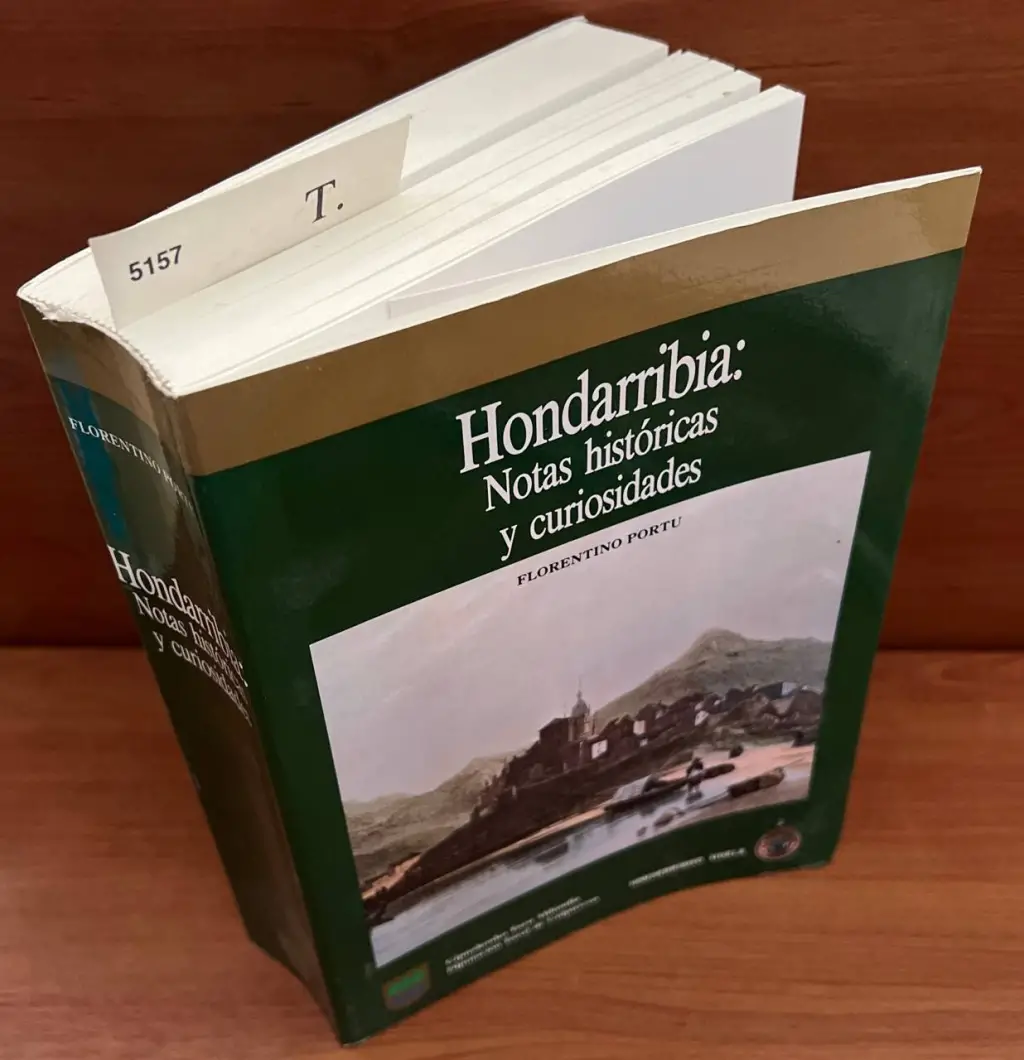 T.
5157
Hondarribia:
Notas históricas
y curiosidades
FLORENTINO PORTU
FLORENTINO PORTU
Hondarribia:
Notas históricas
y curiosidades